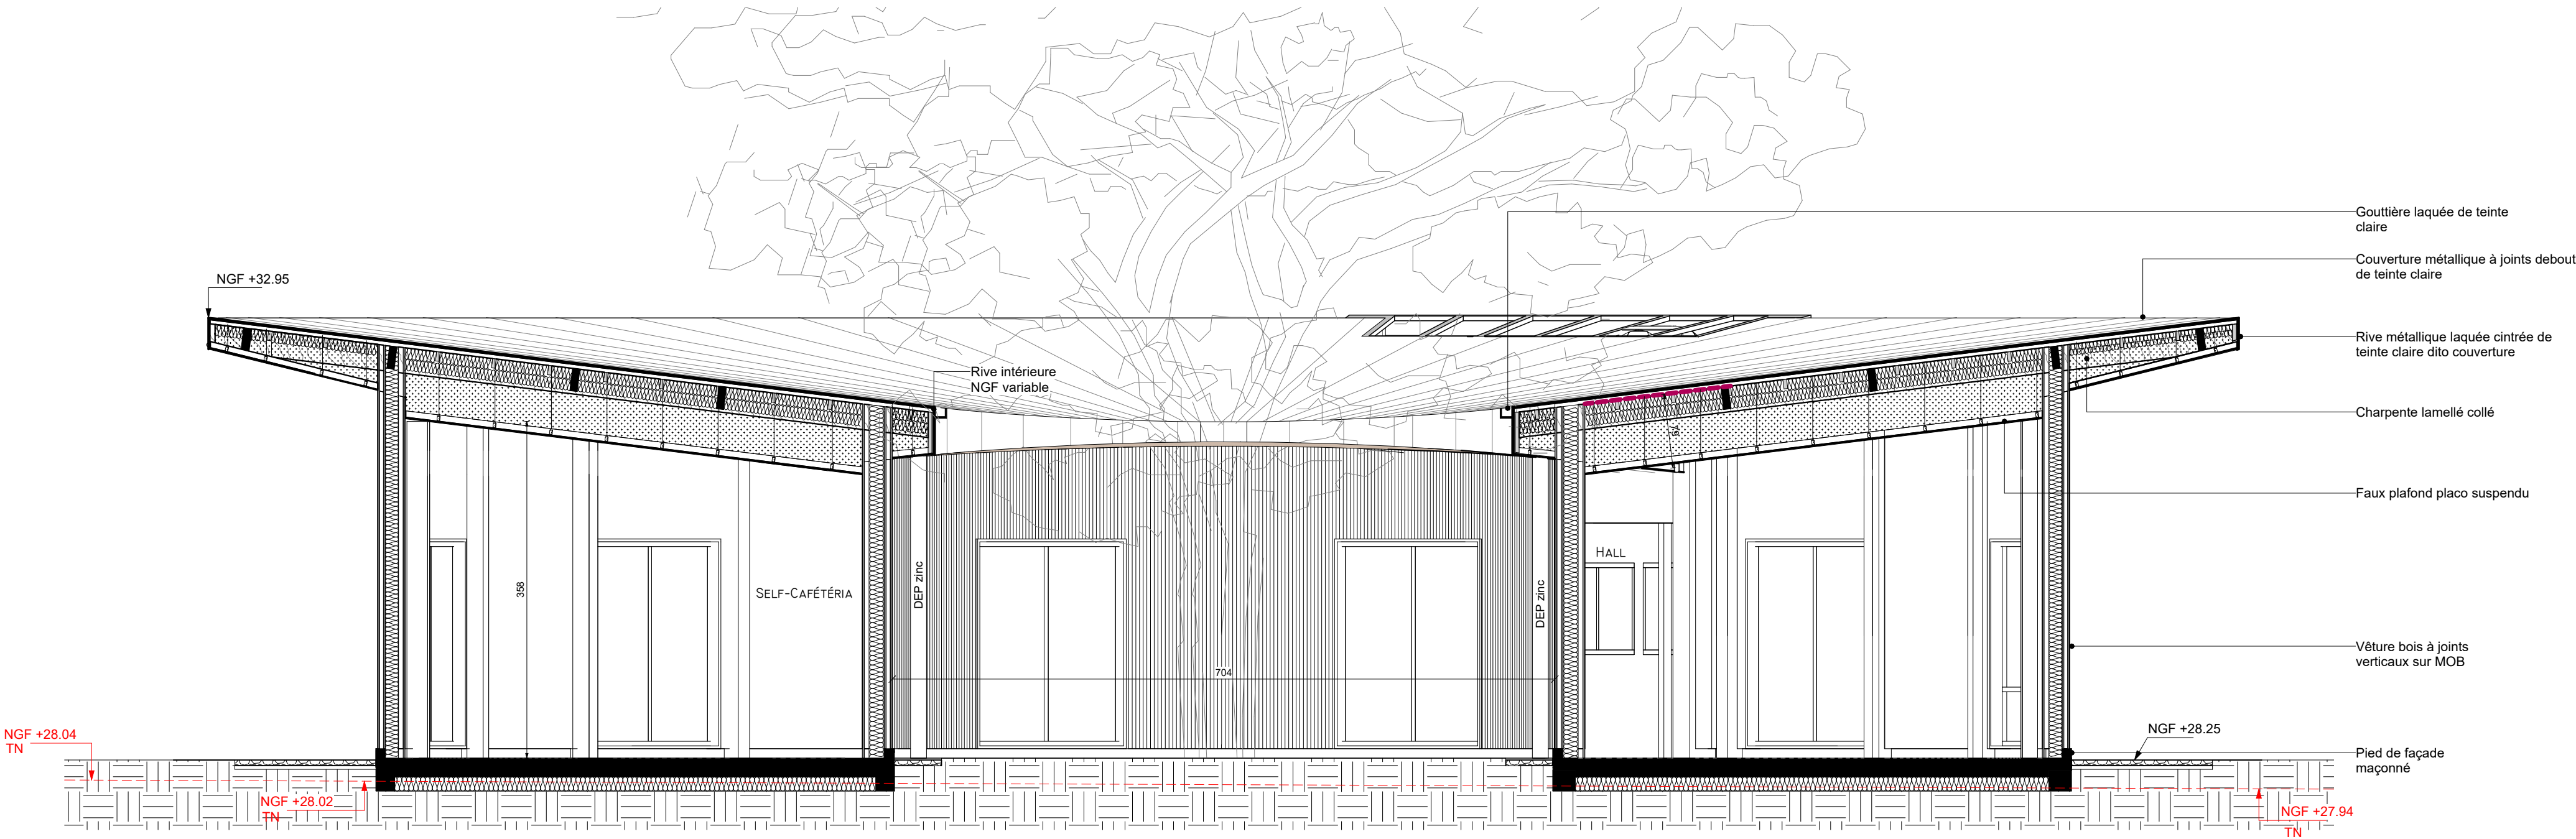 Gouttière laquée de teinte
claire
Couverture métallique à joints debout
de teinte claire
NGF +32.95
Rive métallique laquée cintrée de
teinte claire dito couverture
Rive intérieure
NGF variable
Charpente lamellé collé
79
Faux plafond placo suspendu
HALL
358
SELF-CAFÉTÉRIA
DEP zinc
DEP zinc
Vêture bois à joints
verticaux sur MOB
704
NGF +28.04
TN
NGF +28.25
Pied de façade
maçonné
NGF +28.02
TN
NGF +27.94
TN